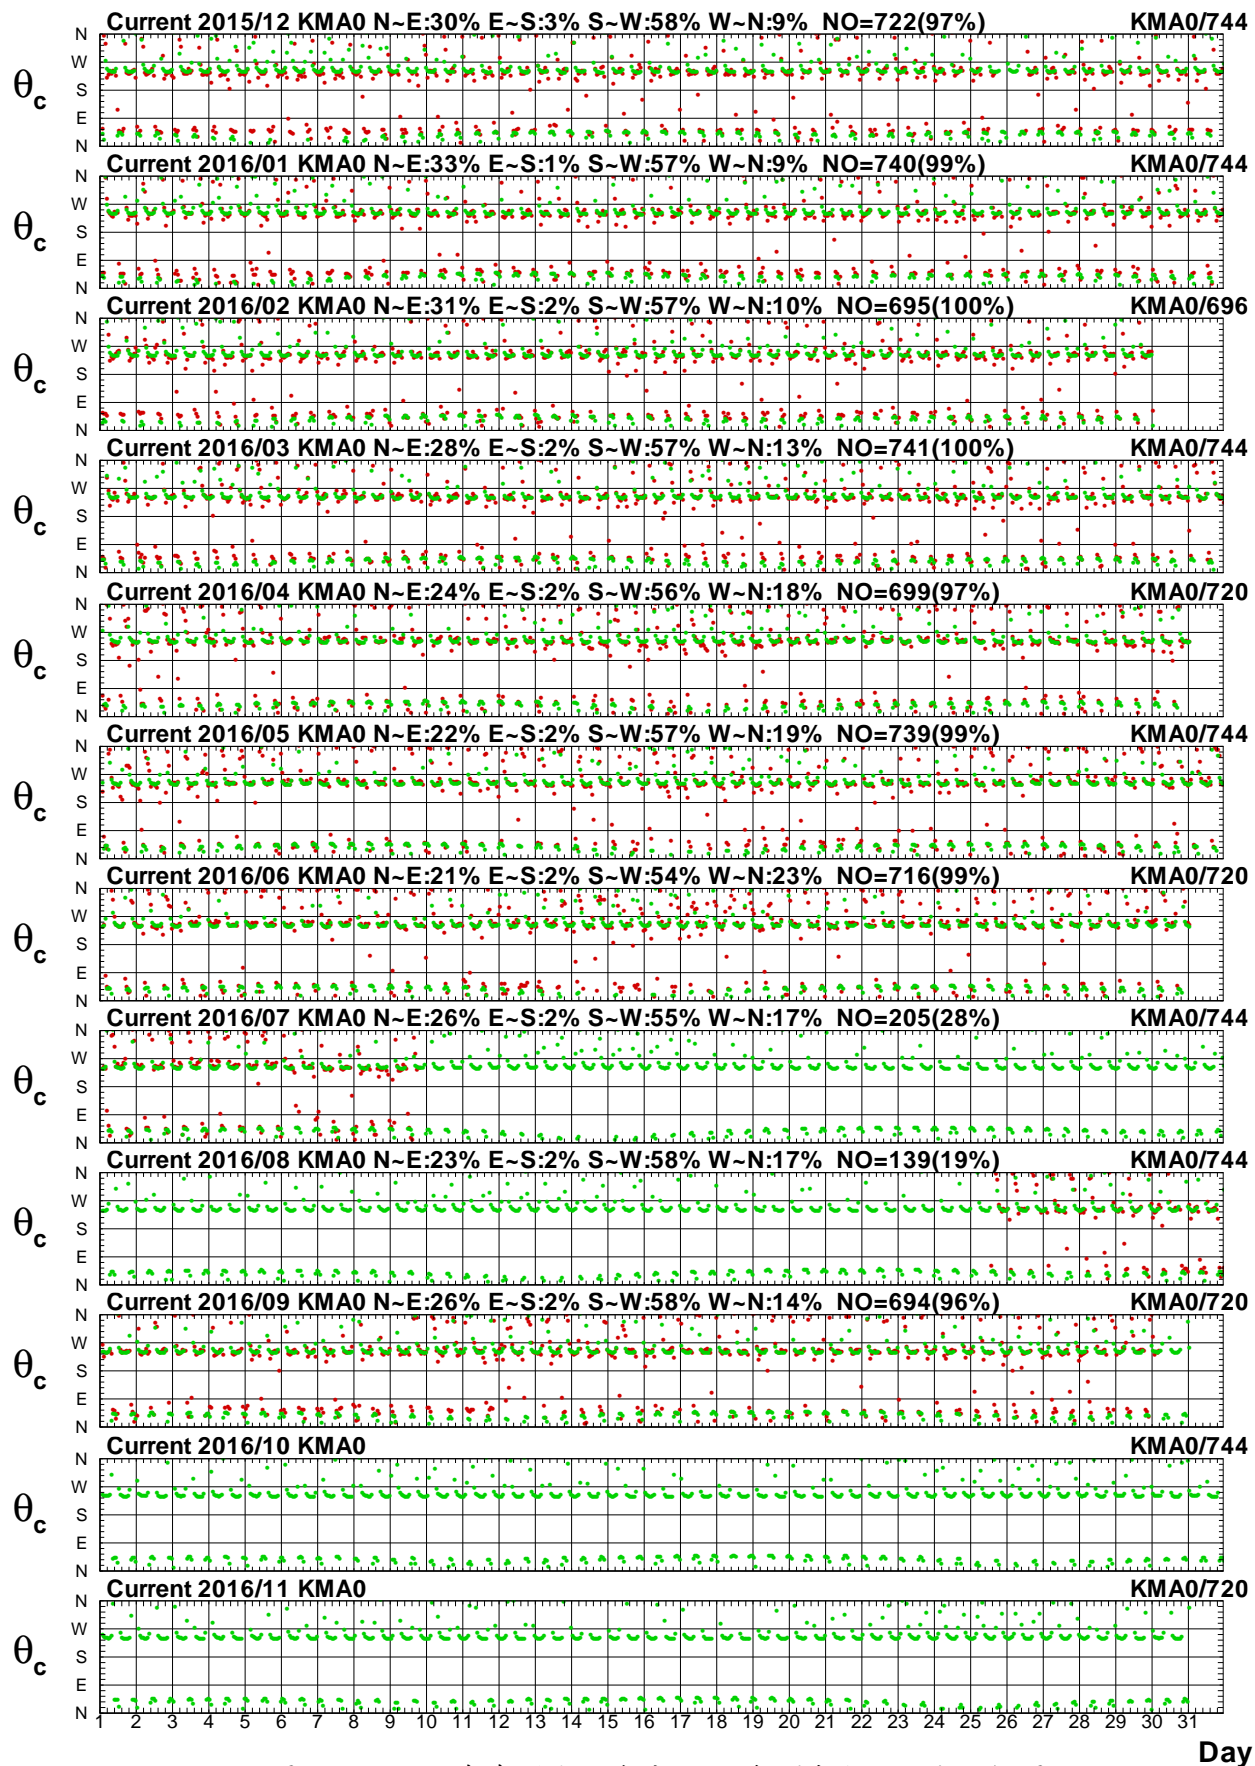 Current 2015/12 KMA0 N~E:30% E~S:3% S~W:58% W~N:9% NO=722(97%) KMA0/744
N
W
θc S
E
N
Current 2016/01 KMA0 N~E:33% E~S:1% S~W:57% W~N:9% NO=740(99%) KMA0/744
N
W
θc S
E
N
Current 2016/02 KMA0 N~E:31% E~S:2% S~W:57% W~N:10% NO=695(100%) KMA0/696
N
W
θc S
E
N
Current 2016/03 KMA0 N~E:28% E~S:2% S~W:57% W~N:13% NO=741(100%) KMA0/744
N
W
θc S
E
N
Current 2016/04 KMA0 N~E:24% E~S:2% S~W:56% W~N:18% NO=699(97%) KMA0/720
N
W
θc S
E
N
Current 2016/05 KMA0 N~E:22% E~S:2% S~W:57% W~N:19% NO=739(99%) KMA0/744
N
W
θc S
E
N
Current 2016/06 KMA0 N~E:21% E~S:2% S~W:54% W~N:23% NO=716(99%) KMA0/720
N
W
θc S
E
N
Current 2016/07 KMA0 N~E:26% E~S:2% S~W:55% W~N:17% NO=205(28%) KMA0/744
N
W
θc S
E
N
Current 2016/08 KMA0 N~E:23% E~S:2% S~W:58% W~N:17% NO=139(19%) KMA0/744
N
W
θc S
E
N
Current 2016/09 KMA0 N~E:26% E~S:2% S~W:58% W~N:14% NO=694(96%) KMA0/720
N
W
θc S
E
N
Current 2016/10 KMA0 KMA0/744
N
W
θc S
E
N
Current 2016/11 KMA0 KMA0/720
N
W
θc S
E
N
1 2 3 4 5 6 7 8 9 10 11 12 13 14 15 16 17 18 19 20 21 22 23 24 25 26 27 28 29 30 31
Day